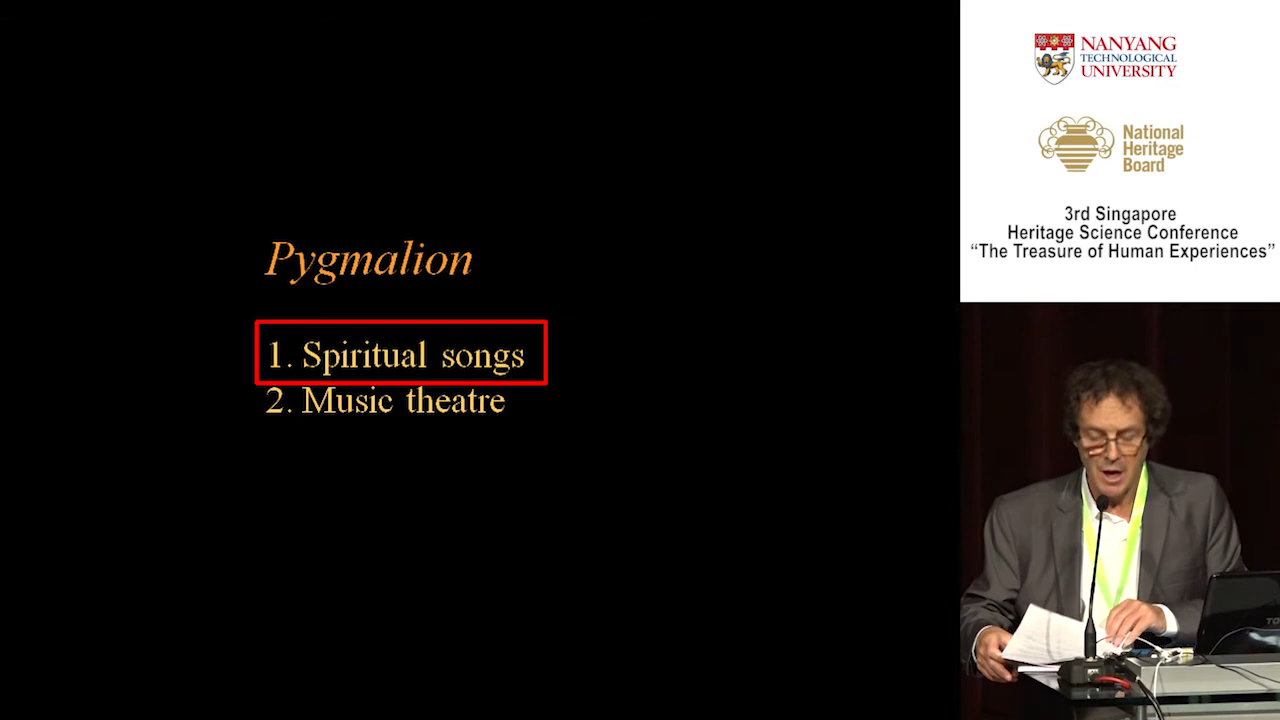 Pygmalion
1. Spiritual songs
2. Music theatre
NANYANG
TECHNOLOGICAL
UNIVERSITY
National
Heritage
Board
3rd Singapore
Heritage Science Conference
“The Treasure of Human Experiences”